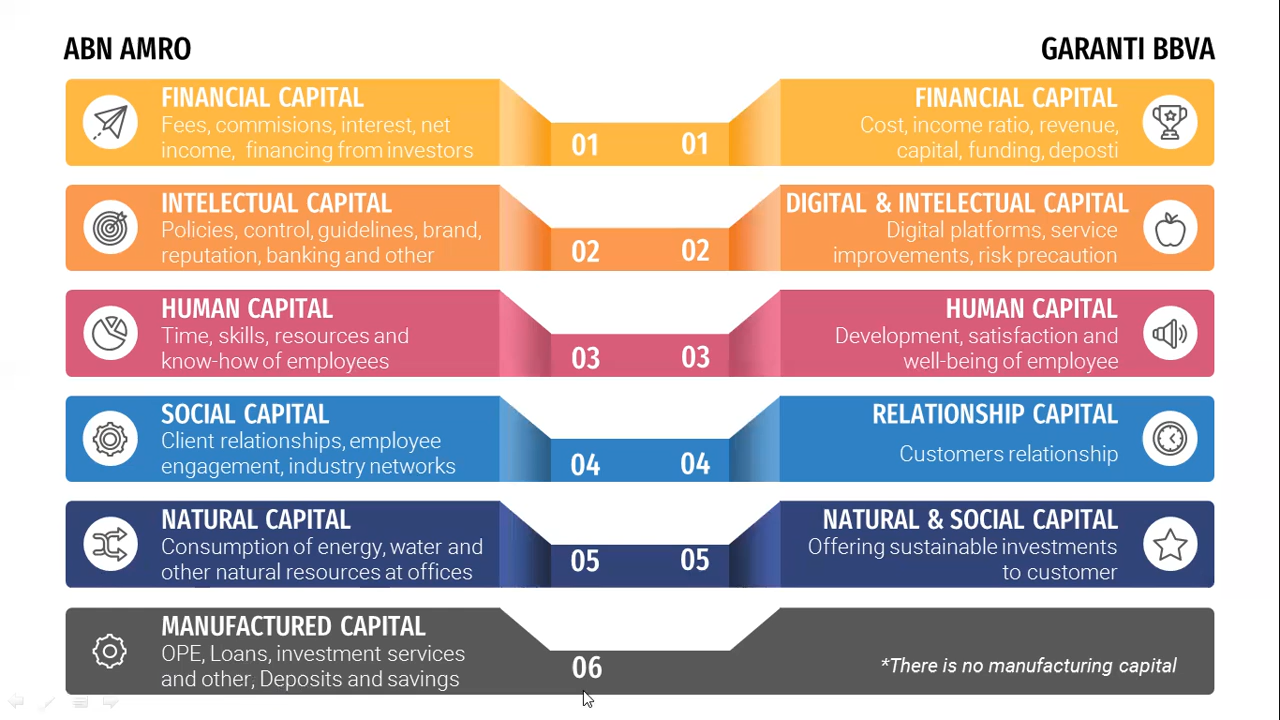 ABN AMRO
GARANTI BBVA
FINANCIAL CAPITAL
Fees, commisions, interest, net
income, financing from investors
01
01
FINANCIAL CAPITAL
Cost, income ratio, revenue,
capital, funding, deposti
INTELECTUAL CAPITAL
Policies, control, guidelines, brand,
reputation, banking and other
02
02
DIGITAL & INTELECTUAL CAPITAL
Digital platforms, service
improvements, risk precaution
HUMAN CAPITAL
Time, skills, resources and
know-how of employees
03
03
HUMAN CAPITAL
Development, satisfaction and
well-being of employee
SOCIAL CAPITAL
Client relationships, employee
engagement, industry networks
04
04
RELATIONSHIP CAPITAL
Customers relationship
NATURAL CAPITAL
Consumption of energy, water and
other natural resources at offices
05
05
NATURAL & SOCIAL CAPITAL
Offering sustainable investments
to customer
MANUFACTURED CAPITAL
OPE, Loans, investment services
and other, Deposits and savings
06
*There is no manufacturing capital